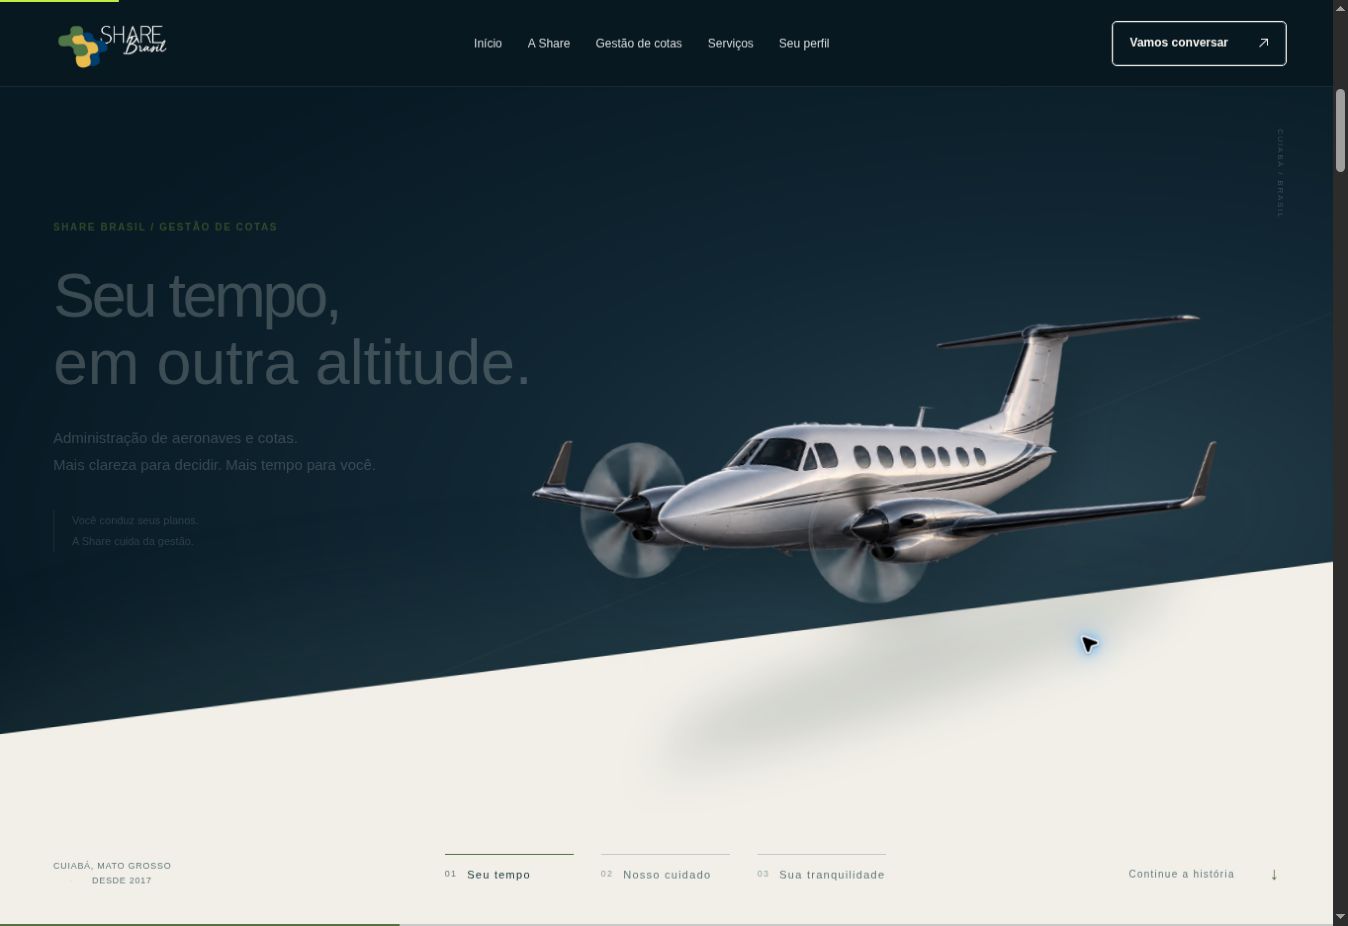 SHARE
Brasil
Início
A Share
Gestão de cotas
Serviços
Seu perfil
Vamos conversar
CUIABÁ / BRASIL
SHARE BRASIL / GESTÃO DE COTAS
Seu tempo,
em outra altitude.
Administração de aeronaves e cotas.
Mais clareza para decidir. Mais tempo para você.
Você conduz seus planos.
A Share cuida da gestão.
CUIABÁ, MATO GROSSO
DESDE 2017
01 Seu tempo
02 Nosso cuidado
03 Sua tranquilidade
Continue a história ↓